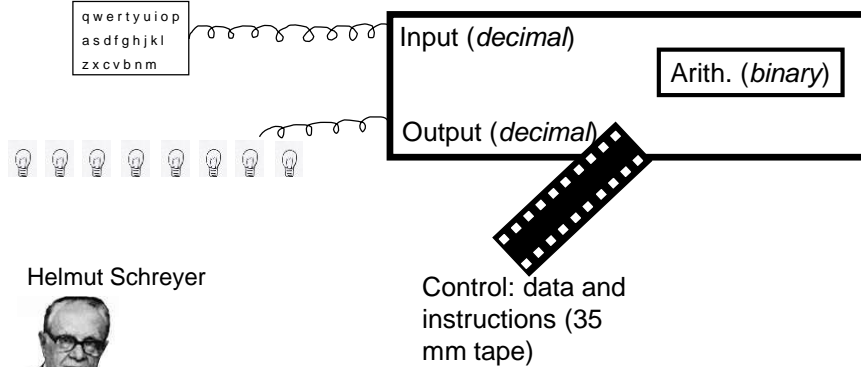 q w e r t y u i o p
a s d f g h j k l
z x c v b n m
Input (decimal)
Arith. (binary)
Output (decimal)
Helmut Schreyer
Control: data and
instructions (35
mm tape)